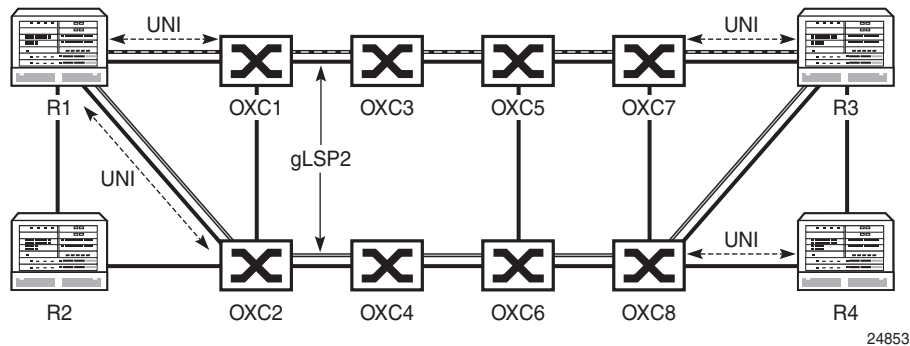 UNI UNI
R1 OXC1 OXC3 OXC5 OXC7 R3
gLSP2
UNI
UNI
R2 OXC2 OXC4 OXC6 OXC8 R4
24853